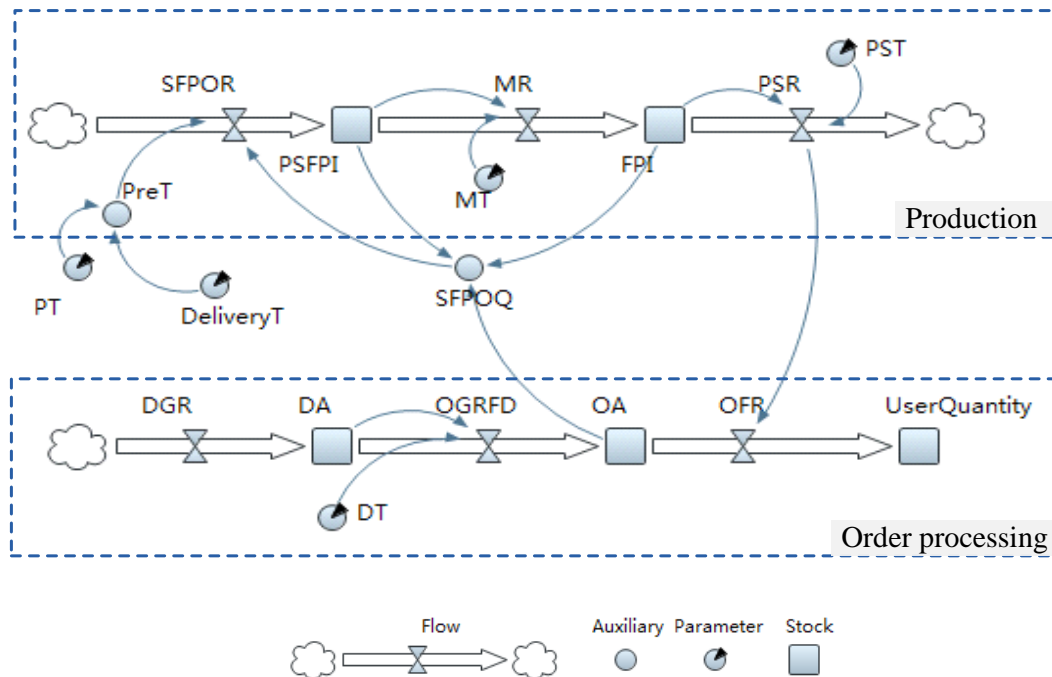 PST
SFPOR
MR
PSR
PSFPI
FPI
MT
PreT
Production
PT
DeliveryT
SFPOQ
DGR
DA
OGRFD
OA
OFR
UserQuantity
DT
Order processing
Flow
Auxiliary
Parameter
Stock